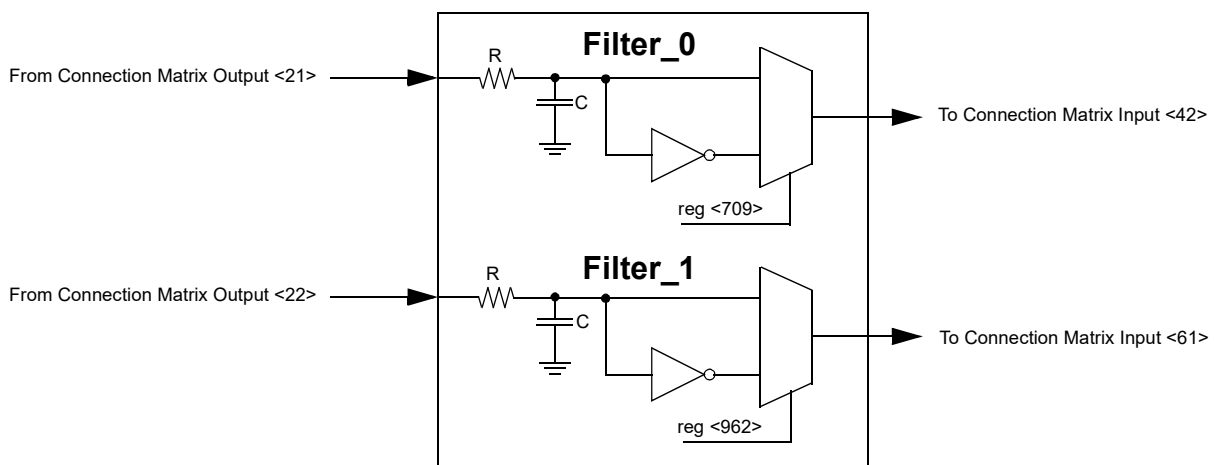 Filter_0
R
From Connection Matrix Output <21>
C
To Connection Matrix Input <42>
reg <709>
Filter_1
R
From Connection Matrix Output <22>
C
To Connection Matrix Input <61>
reg <962>